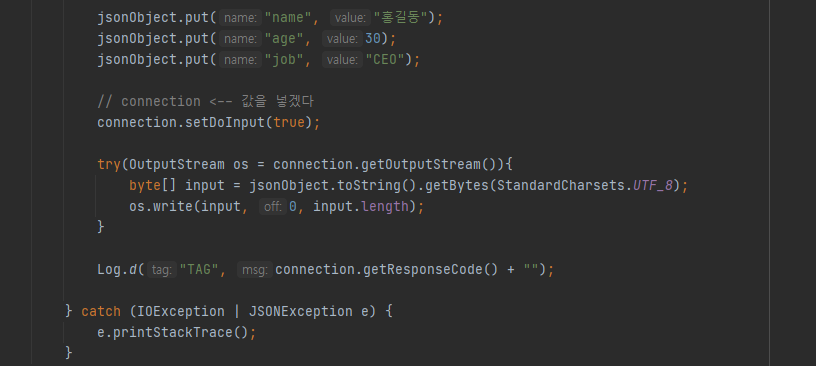 jsonObject.put( name: "name", value: "홍길동");
jsonObject.put( name: "age", value: 30);
jsonObject.put( name: "job", value: "CEO");
// connection <-- 값을 넣겠다
connection.setDoInput(true);
try(OutputStream os = connection.getOutputStream()){
byte[] input = jsonObject.toString().getBytes(StandardCharsets.UTF_8);
os.write(input, off: 0, input.length);
}
Log.d( tag: "TAG", msg: connection.getResponseCode() + "");
} catch (IOException | JSONException e) {
e.printStackTrace();
}